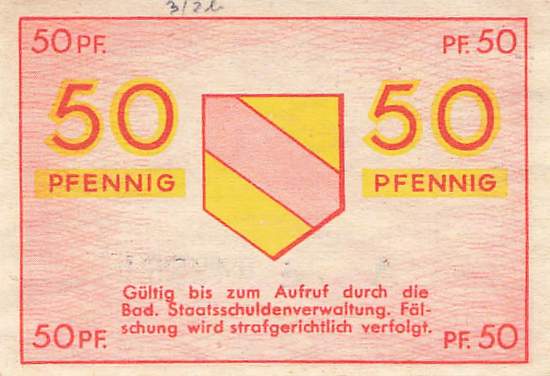 50 PF.
PF. 50
50
50
PFENNIG
PFENNIG
Gültig bis zum Aufruf durch die
Bad. Staatsschuldenverwaltung. Fäl-
schung wird strafgerichtlich verfolgt.
50 PF.
PF. 50